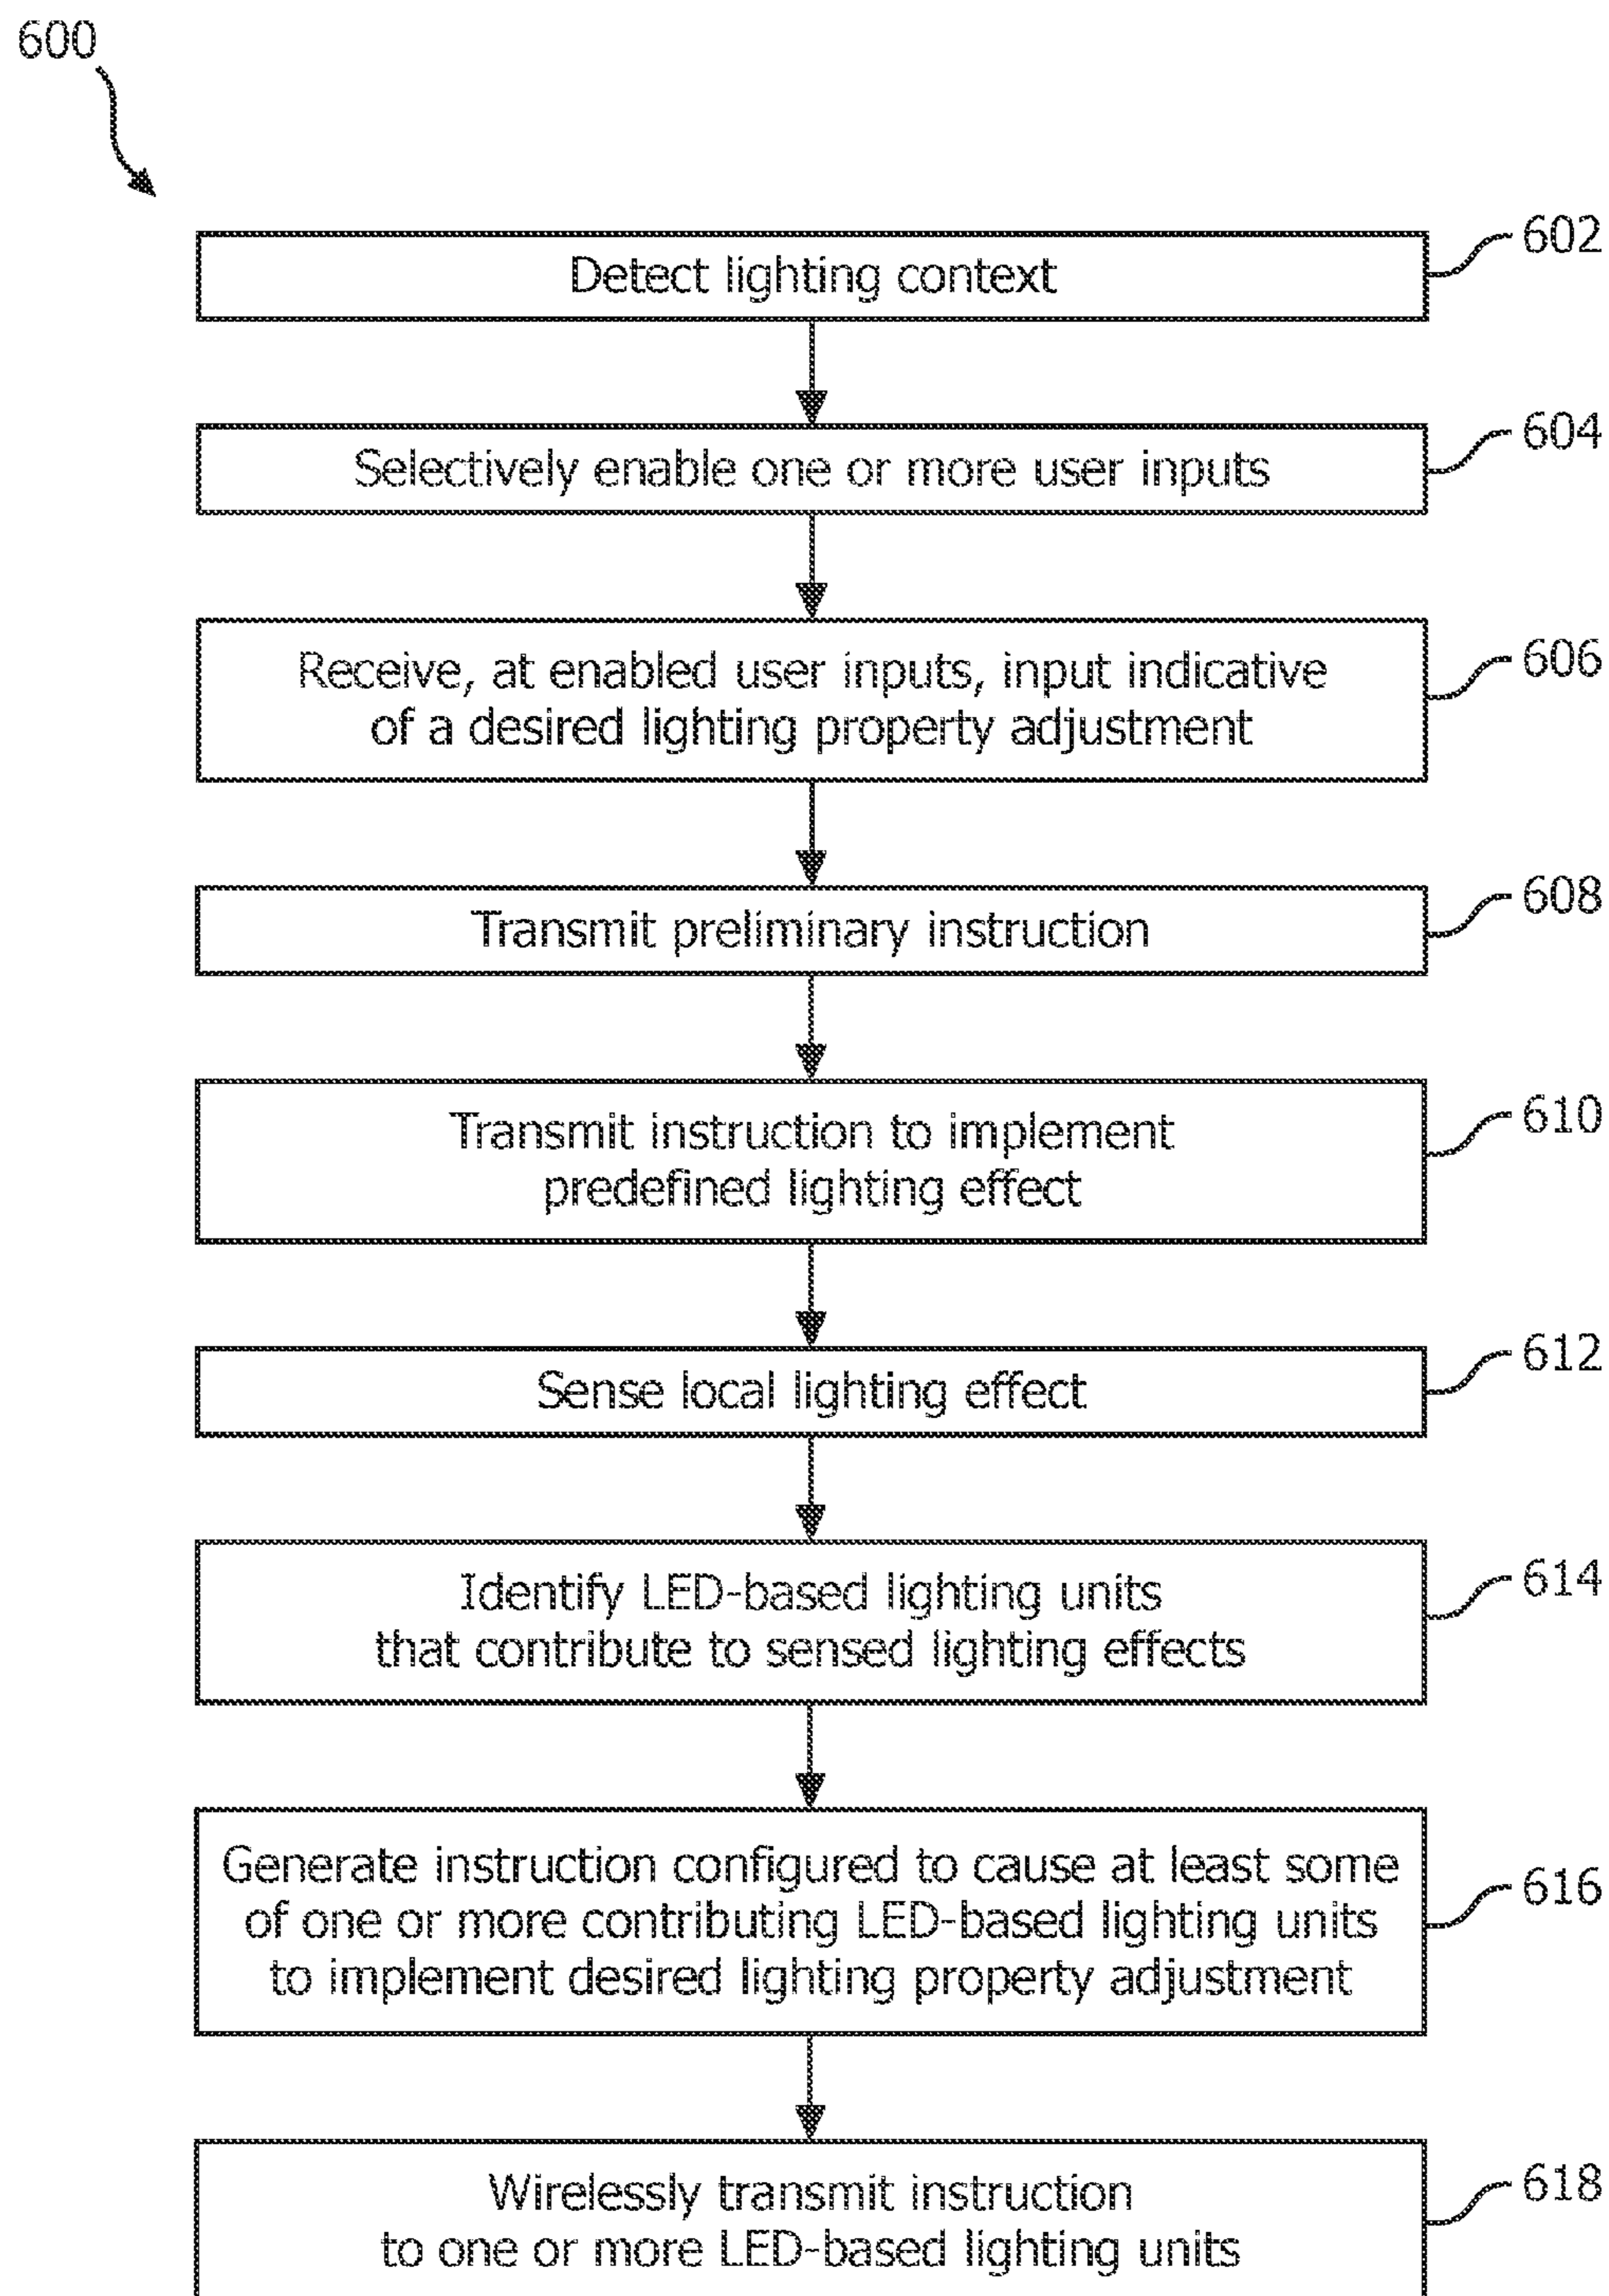 600
Detect lighting context
602
Selectively enable one or more user inputs
604
Receive, at enabled user inputs, input indicative
of a desired lighting property adjustment
606
Transmit preliminary instruction
608
Transmit instruction to implement
predefined lighting effect
610
Sense local lighting effect
612
Identify LED-based lighting units
that contribute to sensed lighting effects
614
Generate instruction configured to cause at least some
of one or more contributing LED-based lighting units
to implement desired lighting property adjustment
616
Wirelessly transmit instruction
to one or more LED-based lighting units
618